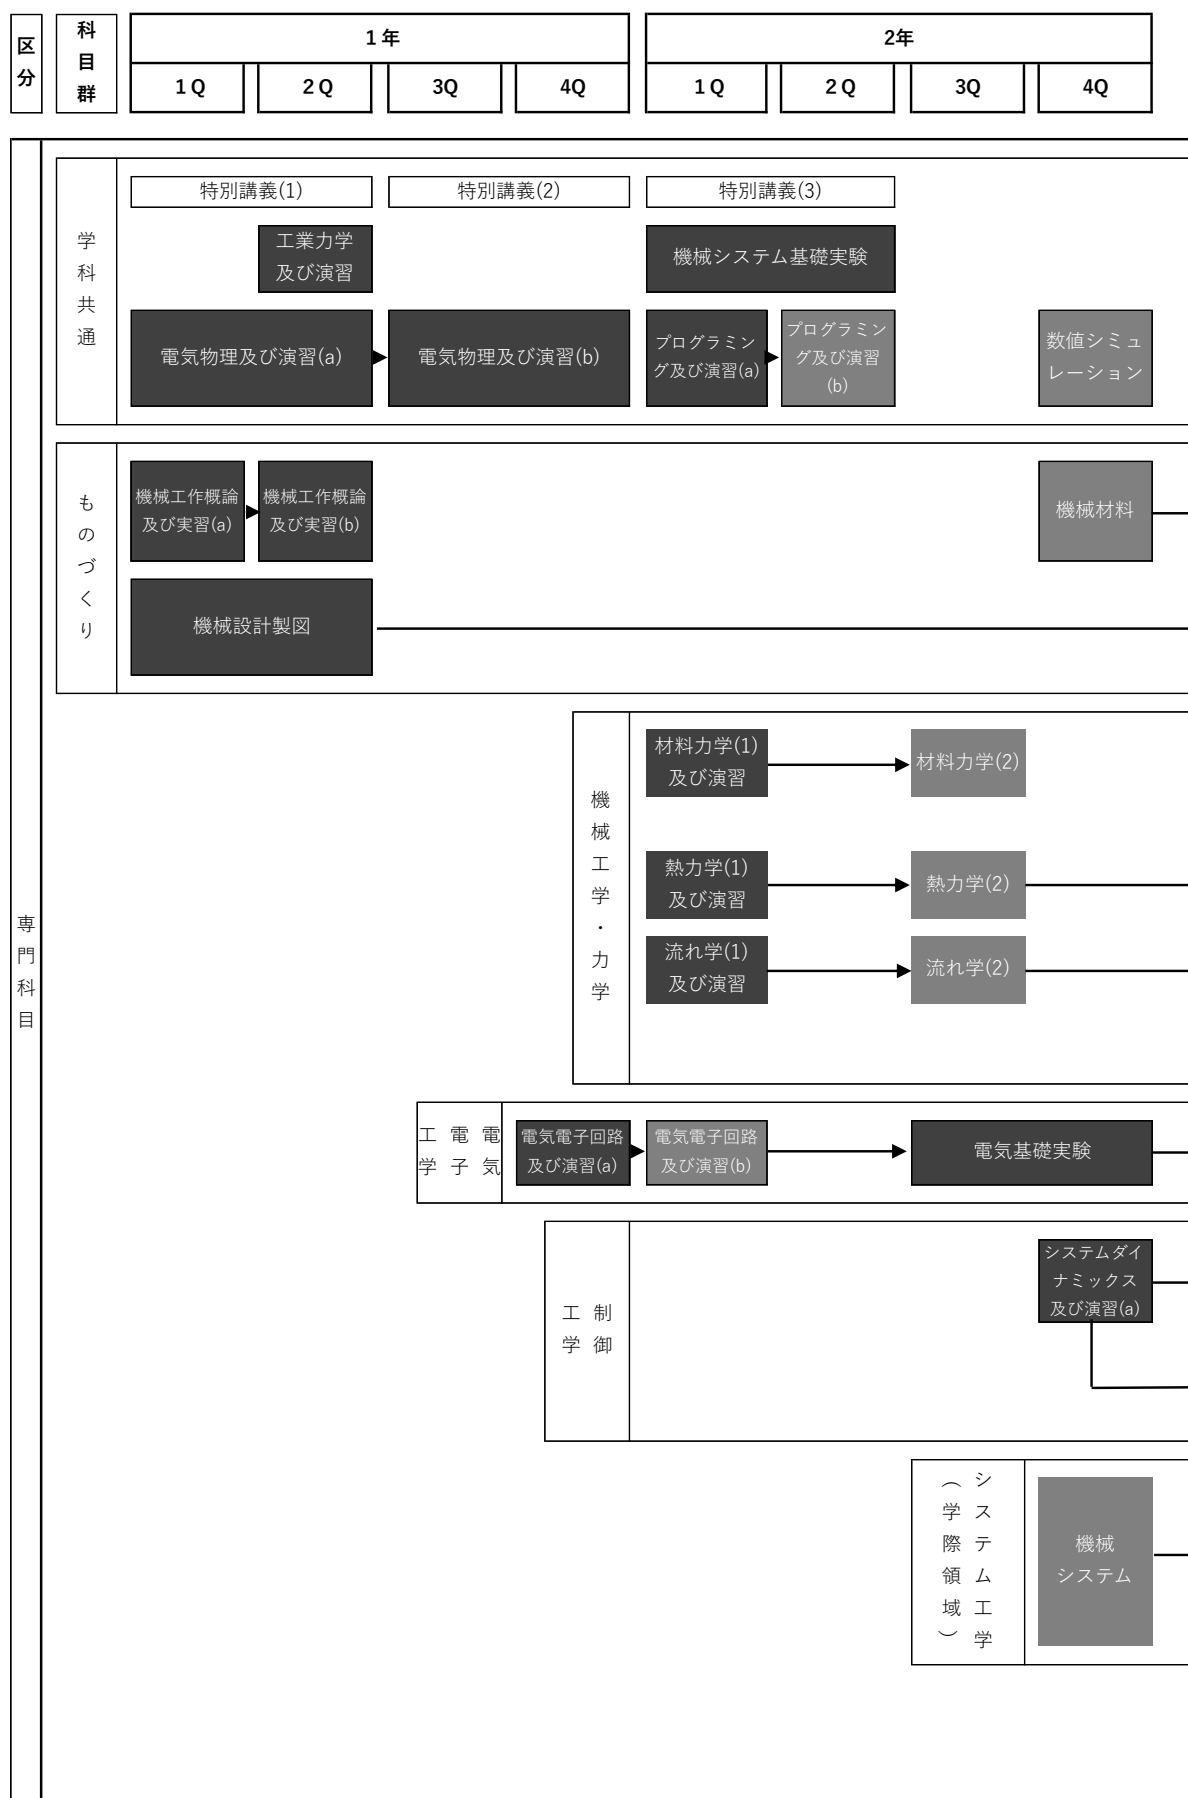 区分
科目群
1 年
2年
1 Q
2 Q
3Q
4Q
1 Q
2 Q
3Q
4Q
専門科目
学科共通
特別講義(1)
特別講義(2)
特別講義(3)
工業力学
及び演習
機械システム基礎実験
電気物理及び演習(a)
電気物理及び演習(b)
プログラミン
グ及び演習(a)
プログラミン
グ及び演習
(b)
数値シミュ
レーション
ものづくり
機械工作概論
及び実習(a)
機械工作概論
及び実習(b)
機械材料
機械設計製図
機械工学・力学
材料力学(1)
及び演習
材料力学(2)
熱力学(1)
及び演習
熱力学(2)
流れ学(1)
及び演習
流れ学(2)
電気
電子
工学
電気電子回路
及び演習(a)
電気電子回路
及び演習(b)
電気基礎実験
制御
工学
システムダイ
ナミックス
及び演習(a)
システム工学
(学際領域)
機械
システム